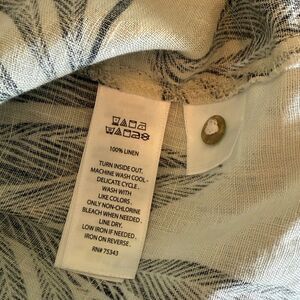 100% LINEN
TURN INSIDE OUT.
MACHINE WASH COOL -
DELICATE CYCLE.
WASH WITH
LIKE COLORS.
ONLY NON-CHLORINE
BLEACH WHEN NEEDED.
LINE DRY.
LOW IRON IF NEEDED.
IRON ON REVERSE.
RN# 75343